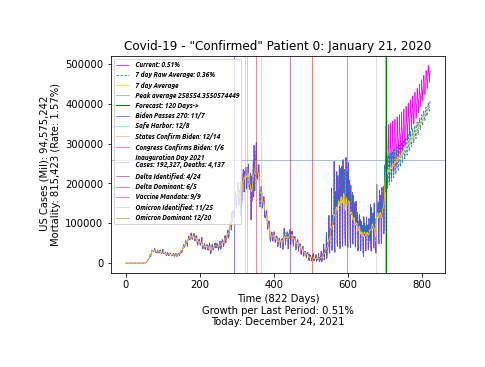 Covid-19 - "Confirmed" Patient 0: January 21, 2020
Current: 0.51%
7 day Raw Average: 0.36%
7 day Average
Peak average 258554.3550574449
Forecast: 120 Days->
Biden Passes 270: 11/7
Safe Harbor: 12/8
States Confirm Biden: 12/14
Congress Confirms Biden: 1/6
Inauguration Day 2021
Cases: 192,327, Deaths: 4,137
Delta Identified: 4/24
Delta Dominant: 6/5
Vaccine Mandate: 9/9
Omicron Identified: 11/25
Omicron Dominant 12/20
US Cases (Mil): 94,575,242
Mortality: 815,423 (Rate: 1.57%)
500000
400000
300000
200000
100000
0
0
200
400
600
800
Time (822 Days)
Growth per Last Period: 0.51%
Today: December 24, 2021